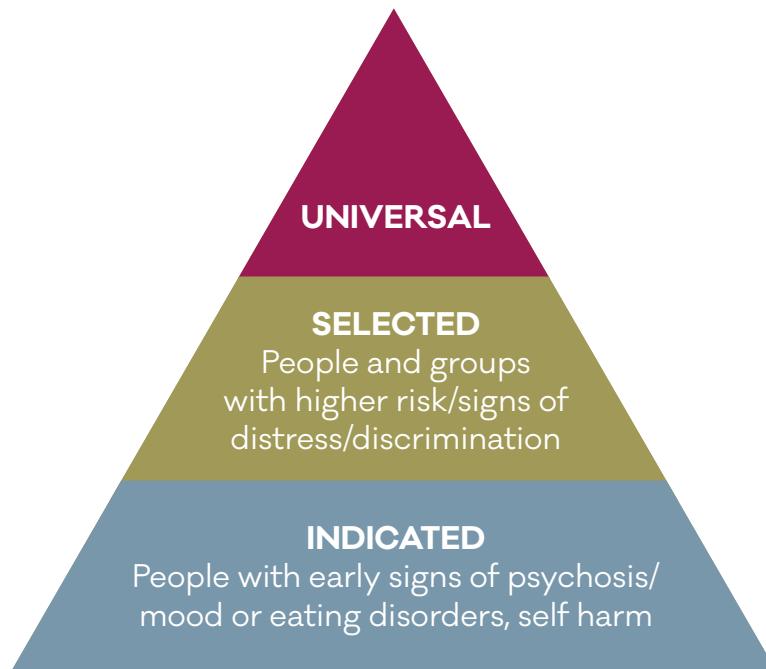 UNIVERSAL
SELECTED
People and groups
with higher risk/signs of
distress/discrimination
INDICATED
People with early signs of psychosis/
mood or eating disorders, self harm